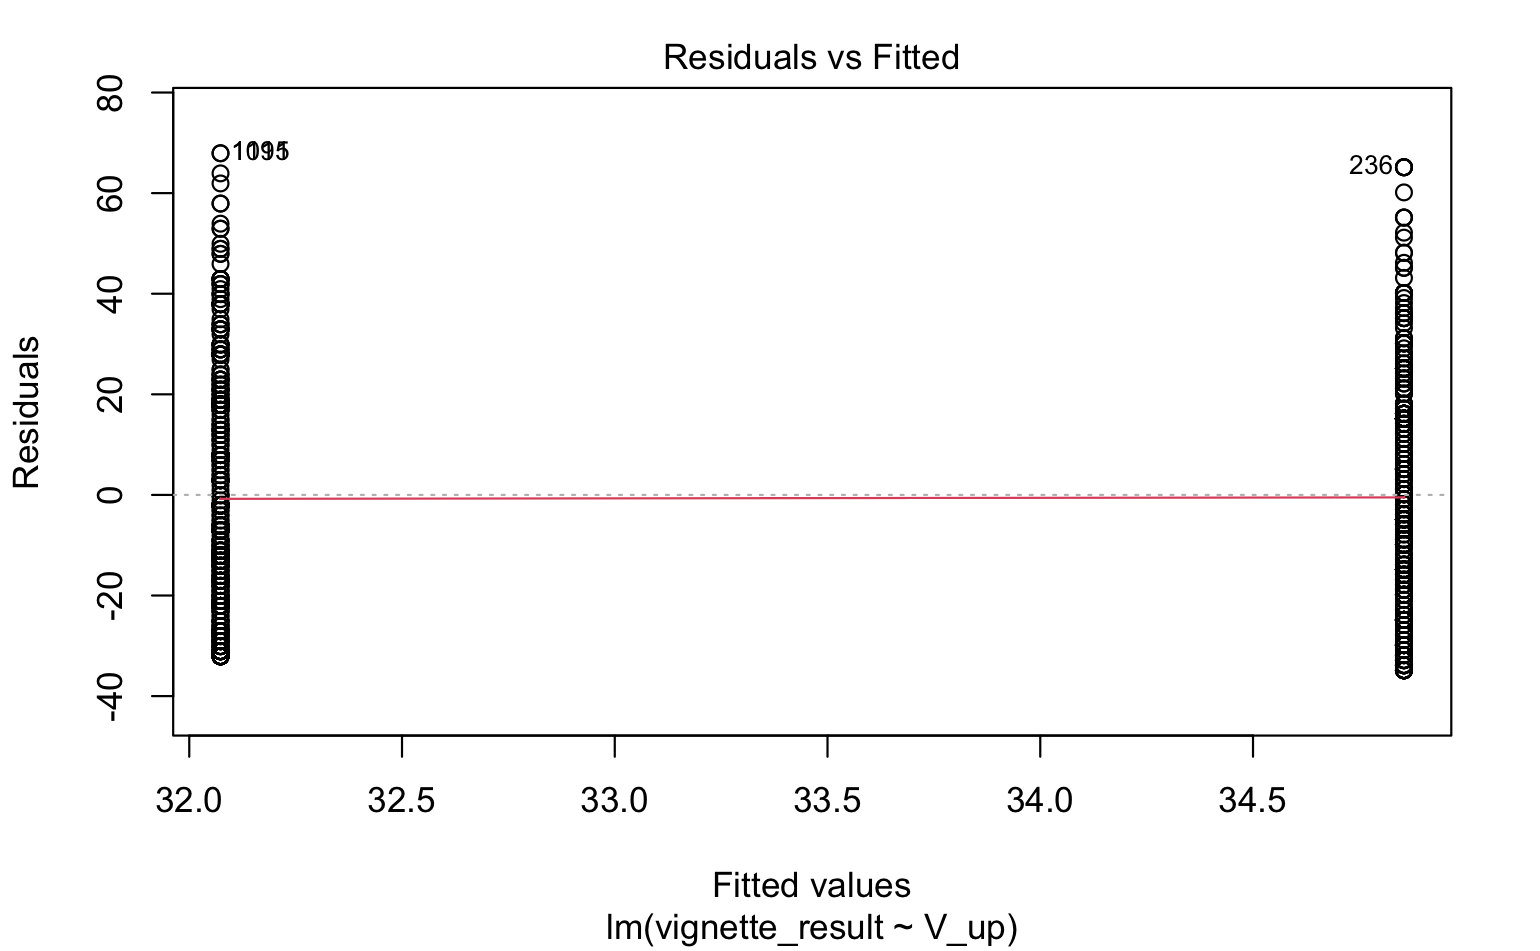 Residuals vs Fitted
80
60
40
20
0
-20
-40
Residuals
236
32.0 32.5 33.0 33.5 34.0 34.5
Fitted values
lm(vignette_result ~ V_up)